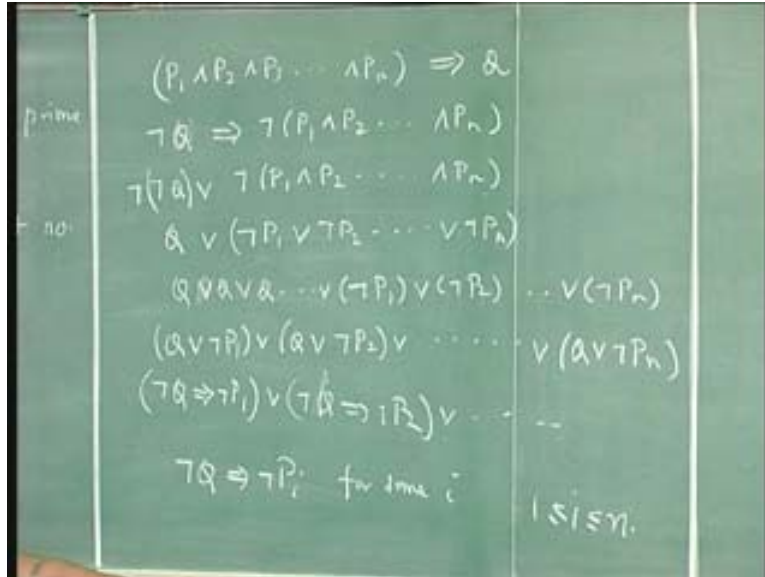 (P₁ ∧ P₂ ∧ P₃ . . . ∧ Pₙ) ⇒ Q
prime
¬Q ⇒ ¬(P₁ ∧ P₂ . . . ∧ Pₙ)
¬(¬Q) ∨ ¬(P₁ ∧ P₂ . . . . ∧ Pₙ)
no.
Q ∨ (¬P₁ ∨ ¬P₂ . . . . ∨ ¬Pₙ)
Q ∨ Q ∨ Q . . . ∨ (¬P₁) ∨ (¬P₂) . . ∨ (¬Pₙ)
(Q ∨ ¬P₁) ∨ (Q ∨ ¬P₂) ∨ . . . . . . ∨ (Q ∨ ¬Pₙ)
(¬Q ⇒ ¬P₁) ∨ (¬Q ⇒ ¬P₂) ∨ . . . . .
¬Q ⇒ ¬Pᵢ for some i 1 ≤ i ≤ n.